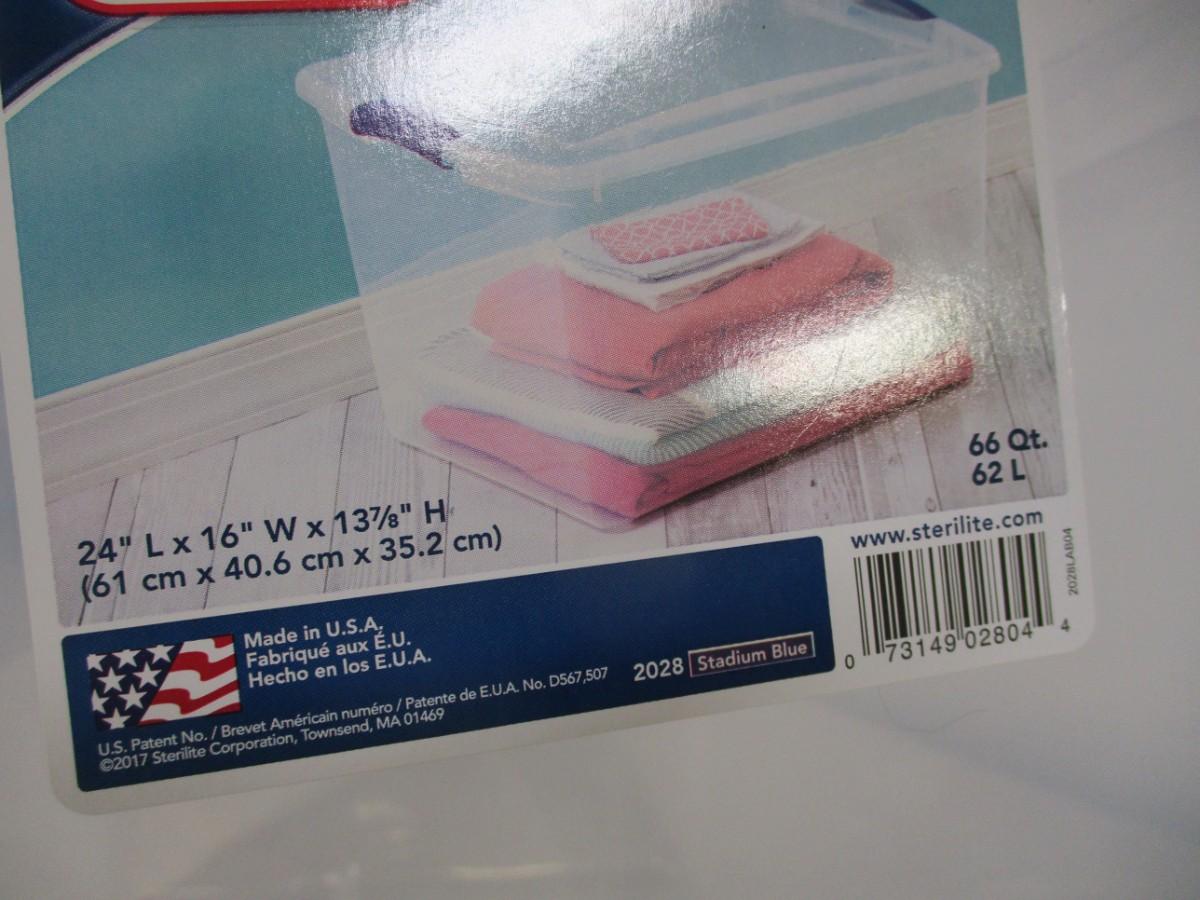 66 Qt.
62 L
24" L x 16" W x 13⅞" H
(61 cm x 40.6 cm x 35.2 cm)
www.sterilite.com
2028LAB04
0 73149 02804 4
Made in U.S.A.
Fabriqué aux É.U.
Hecho en los E.U.A.
2028 Stadium Blue
U.S. Patent No. / Brevet Américain numéro / Patente de E.U.A. No. D567,507
©2017 Sterilite Corporation, Townsend, MA 01469